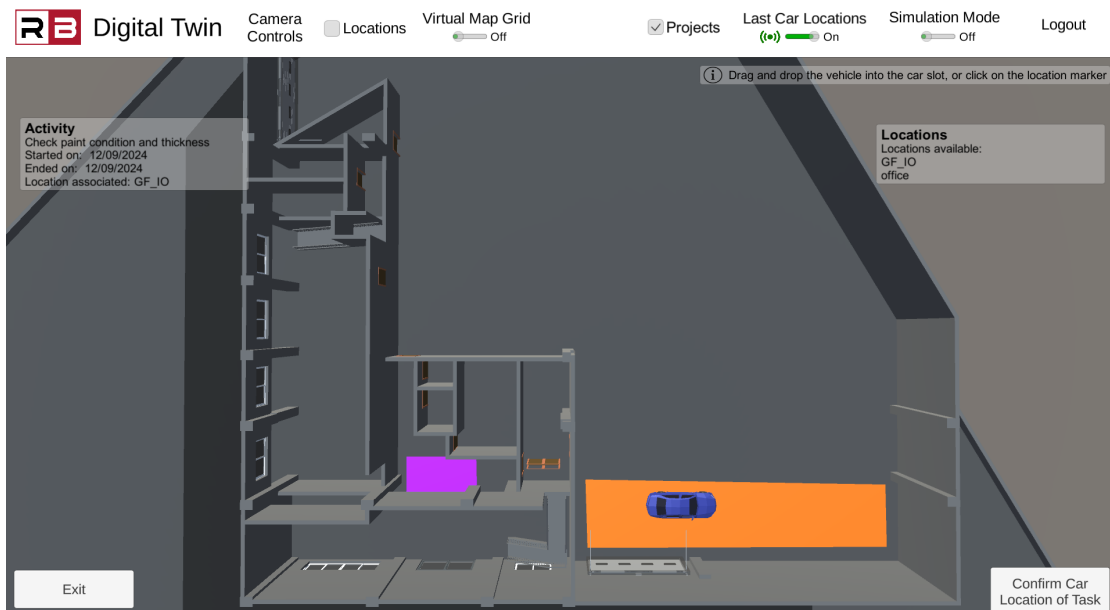 RB Digital Twin
Camera
Controls
Locations
Virtual Map Grid
Off
Projects
Last Car Locations
On
Simulation Mode
Off
Logout
Drag and drop the vehicle into the car slot, or click on the location marker
Activity
Check paint condition and thickness
Started on: 12/09/2024
Ended on: 12/09/2024
Location associated: GF_IO
Locations
Locations available:
GF_IO
office
Exit
Confirm Car
Location of Task